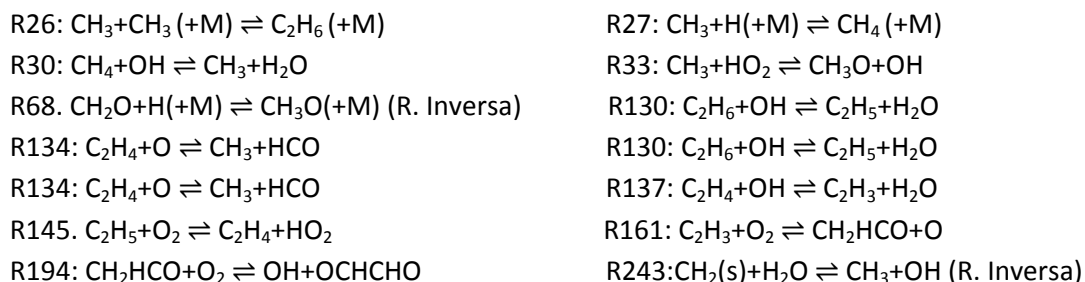 R26: CH₃+CH₃ (+M) ⇌ C₂H₆ (+M) R27: CH₃+H(+M) ⇌ CH₄ (+M)
R30: CH₄+OH ⇌ CH₃+H₂O R33: CH₃+HO₂ ⇌ CH₃O+OH
R68. CH₂O+H(+M) ⇌ CH₃O(+M) (R. Inversa) R130: C₂H₆+OH ⇌ C₂H₅+H₂O
R134: C₂H₄+O ⇌ CH₃+HCO R130: C₂H₆+OH ⇌ C₂H₅+H₂O
R134: C₂H₄+O ⇌ CH₃+HCO R137: C₂H₄+OH ⇌ C₂H₃+H₂O
R145. C₂H₅+O₂ ⇌ C₂H₄+HO₂ R161: C₂H₃+O₂ ⇌ CH₂HCO+O
R194: CH₂HCO+O₂ ⇌ OH+OCHCHO R243:CH₂(s)+H₂O ⇌ CH₃+OH (R. Inversa)